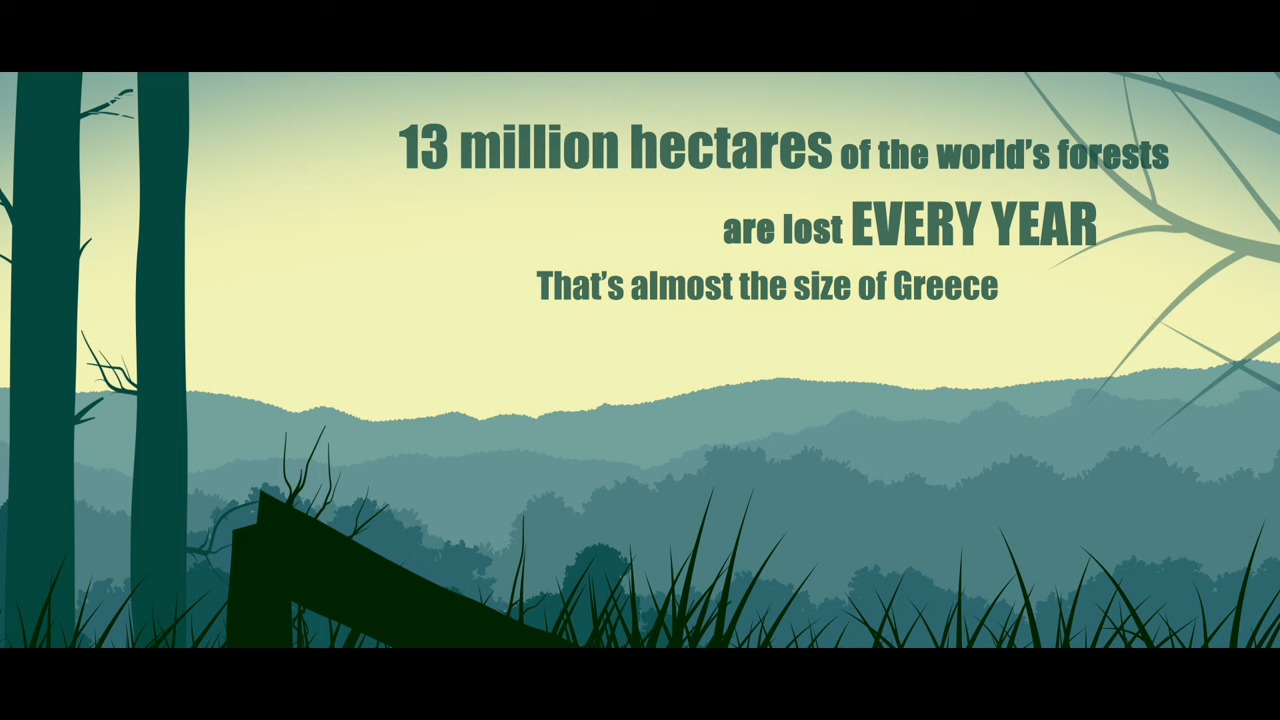 13 million hectares of the world’s forests
are lost EVERY YEAR
That’s almost the size of Greece